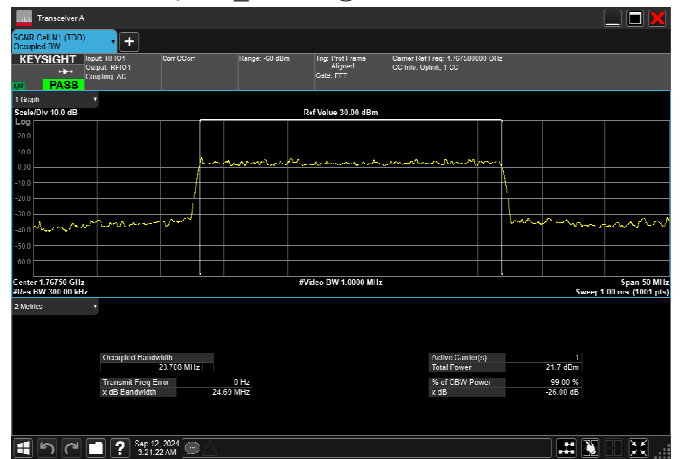 Transceiver A
5GNR Cell N1 (TDD)
Occupied BW
KEYSIGHT
Input: RFIO1
Output: RFIO1
Coupling: AC
Corr CCorr
Range: -60 dBm
Trig: Prot Frame
Aligned
Gate: FFT
Carrier Ref Freq: 1.764500000 GHz
CC Info: Uplink, 1 CC
PASS
1 Graph
Scale/Div 10.0 dB
Ref Value 30.00 dBm
Log
20.0
10.0
0.00
-10.0
-20.0
-30.0
-40.0
-50.0
-60.0
Center 1.76750 GHz
#Video BW 1.0000 MHz
Span 50 MHz
#Res BW 300.00 kHz
Sweep 1.00 ms (1001 pts)
2 Metrics
Occupied Bandwidth
23.708 MHz
Active Carrier(s) 1
Total Power 21.7 dBm
Transmit Freq Error 0 Hz
x dB Bandwidth 24.69 MHz
% of OBW Power 99.00 %
x dB -26.00 dB
Sep 12, 2024
3:21:22 AM